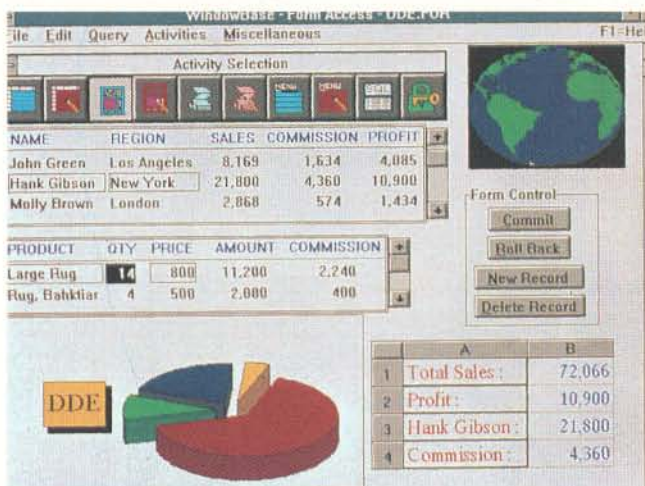 WindowBase - Form Access - DDE.FOR
File Edit Query Activities Miscellaneous F1=Hel
Activity Selection
MENU MENU
NAME REGION SALES COMMISSION PROFIT
John Green Los Angeles 8,169 1,634 4,085
Hank Gibson New York 21,800 4,360 10,900
Molly Brown London 2,868 574 1,434
Form Control
Commit
Roll Back
New Record
Delete Record
PRODUCT QTY PRICE AMOUNT COMMISSION
Large Rug 14 800 11,200 2,240
Rug, Bahktiar 4 500 2,000 400
DDE
A B
1 Total Sales : 72,066
2 Profit : 10,900
3 Hank Gibson : 21,800
4 Commission : 4,360